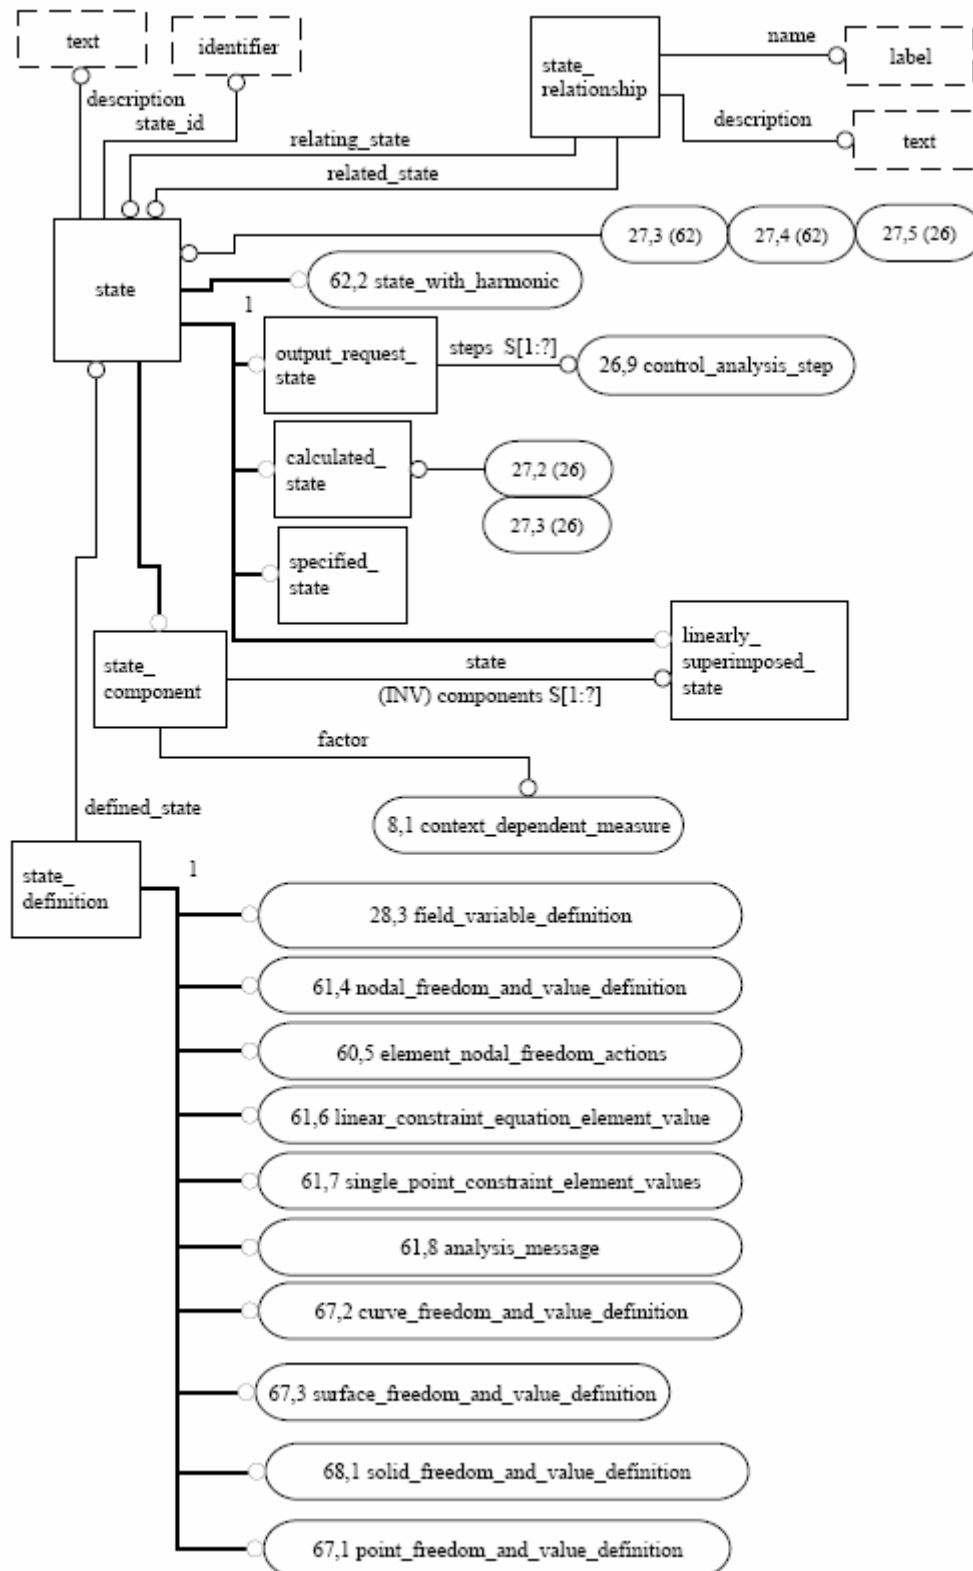 text
identifier
state_
relationship
name
label
description
text
description
state_id
relating_state
related_state
27,3 (62)
27,4 (62)
27,5 (26)
state
62,2 state_with_harmonic
1
output_request_
state
steps S[1:?]
26,9 control_analysis_step
calculated_
state
27,2 (26)
27,3 (26)
specified_
state
state_
component
state
(INV) components S[1:?]
linearly_
superimposed_
state
factor
8,1 context_dependent_measure
defined_state
state_
definition
1
28,3 field_variable_definition
61,4 nodal_freedom_and_value_definition
60,5 element_nodal_freedom_actions
61,6 linear_constraint_equation_element_value
61,7 single_point_constraint_element_values
61,8 analysis_message
67,2 curve_freedom_and_value_definition
67,3 surface_freedom_and_value_definition
68,1 solid_freedom_and_value_definition
67,1 point_freedom_and_value_definition